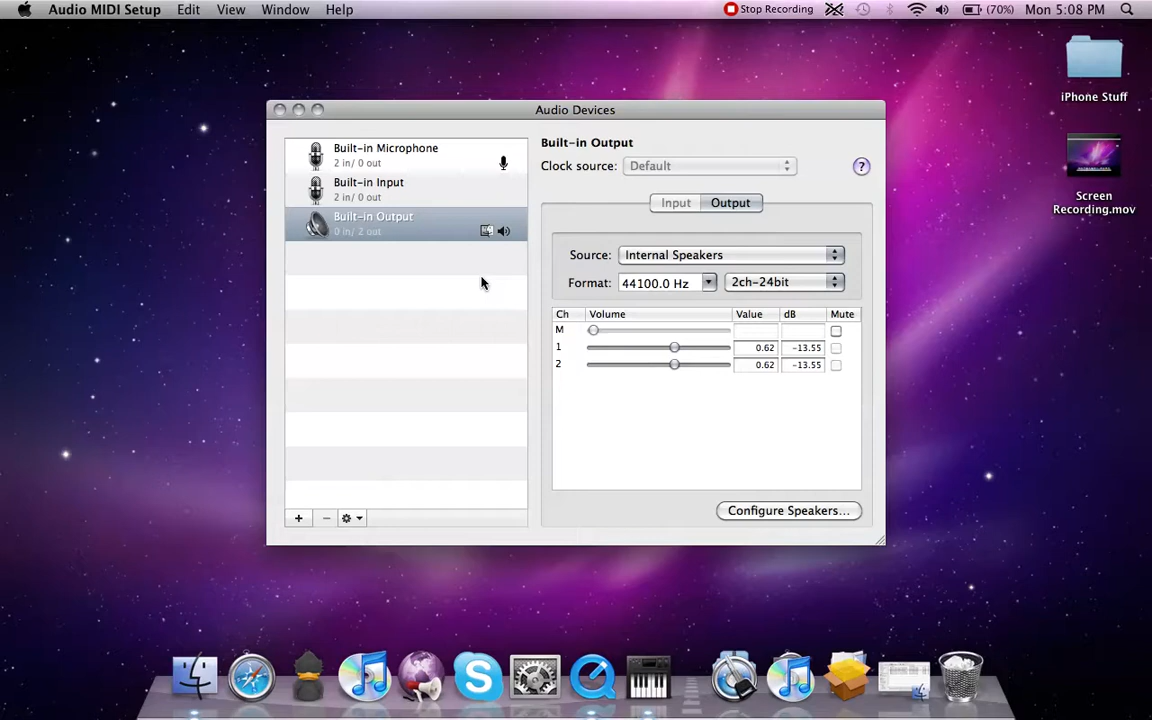 Audio MIDI Setup Edit View Window Help Stop Recording (70%) Mon 5:08 PM
iPhone Stuff
Screen
Recording.mov
Audio Devices
Built-in Microphone
2 in/ 0 out
Built-in Input
2 in/ 0 out
Built-in Output
0 in/ 2 out
+ −
Built-in Output
Clock source: Default ?
Input Output
Source: Internal Speakers
Format: 44100.0 Hz 2ch-24bit
Ch Volume Value dB Mute
M
1 0.62 -13.55
2 0.62 -13.55
Configure Speakers...